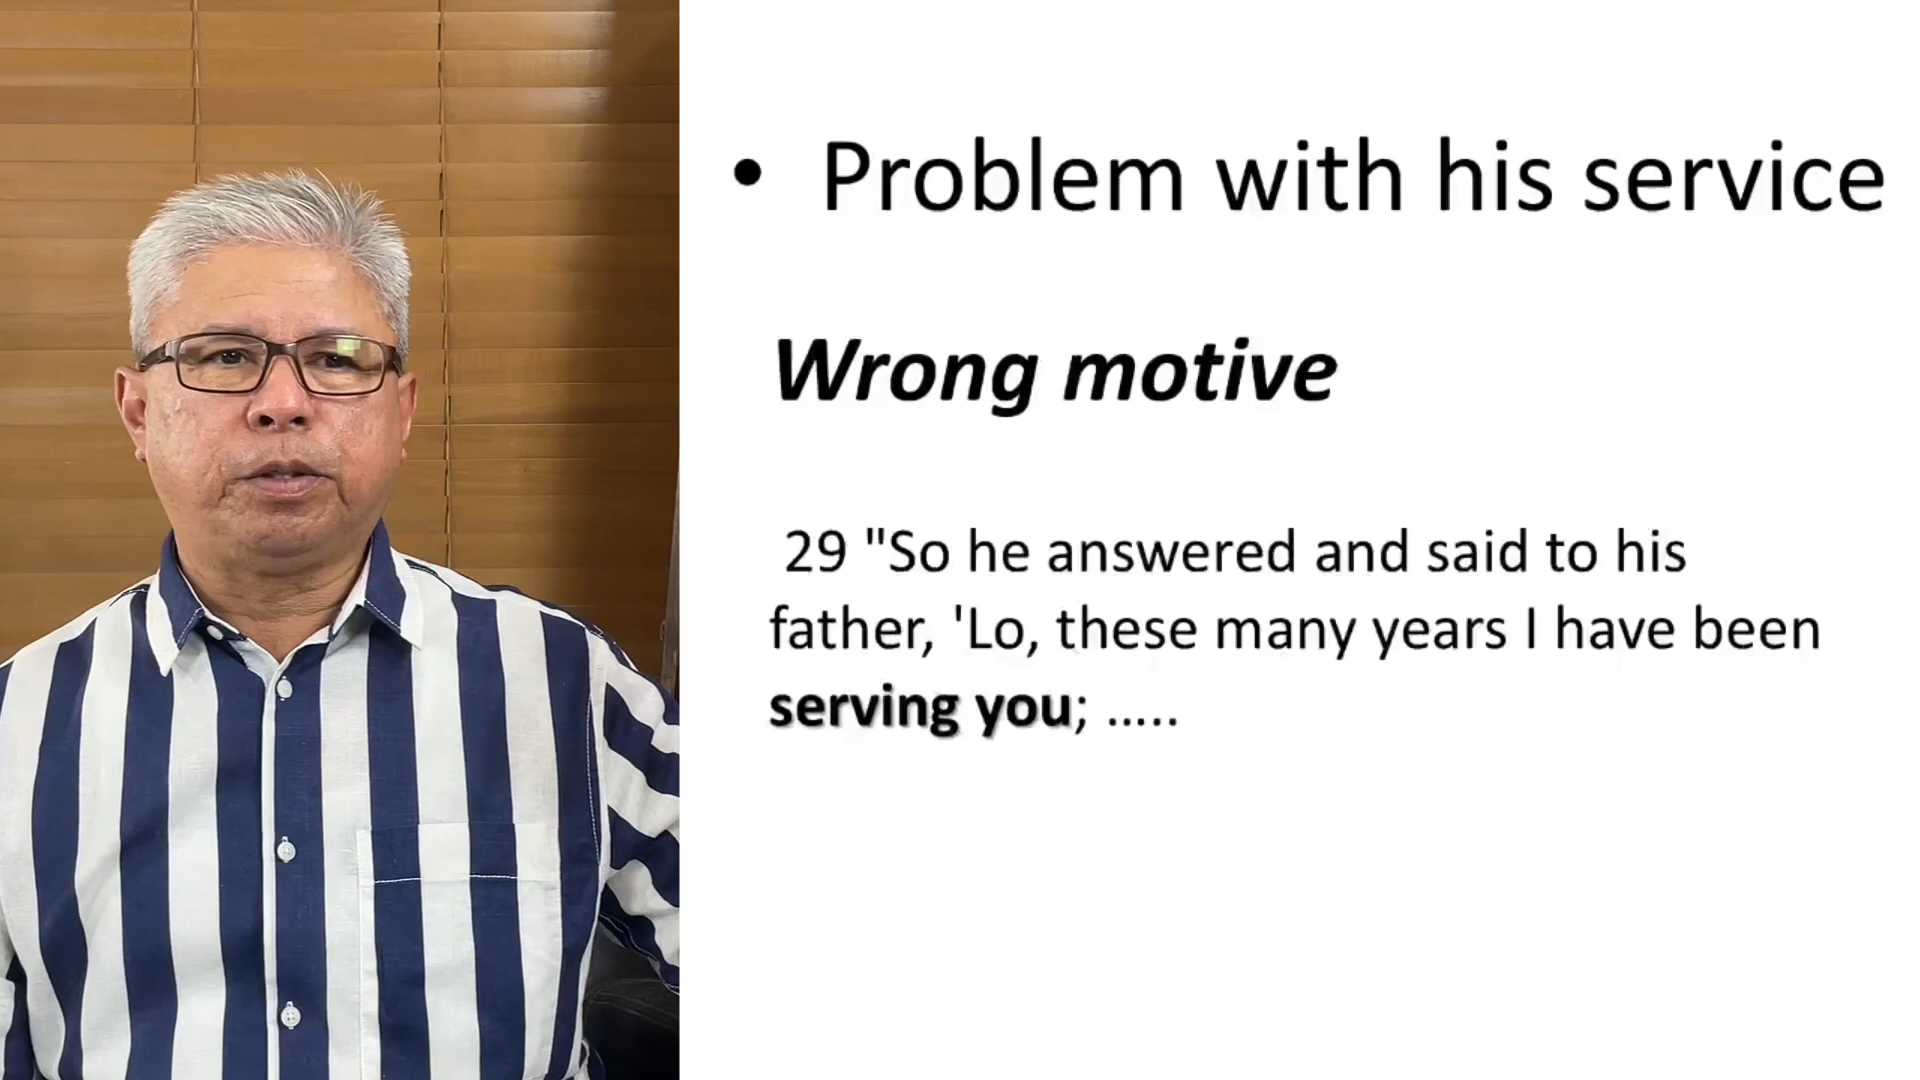 • Problem with his service
Wrong motive
29 "So he answered and said to his
father, 'Lo, these many years I have been
serving you; .....